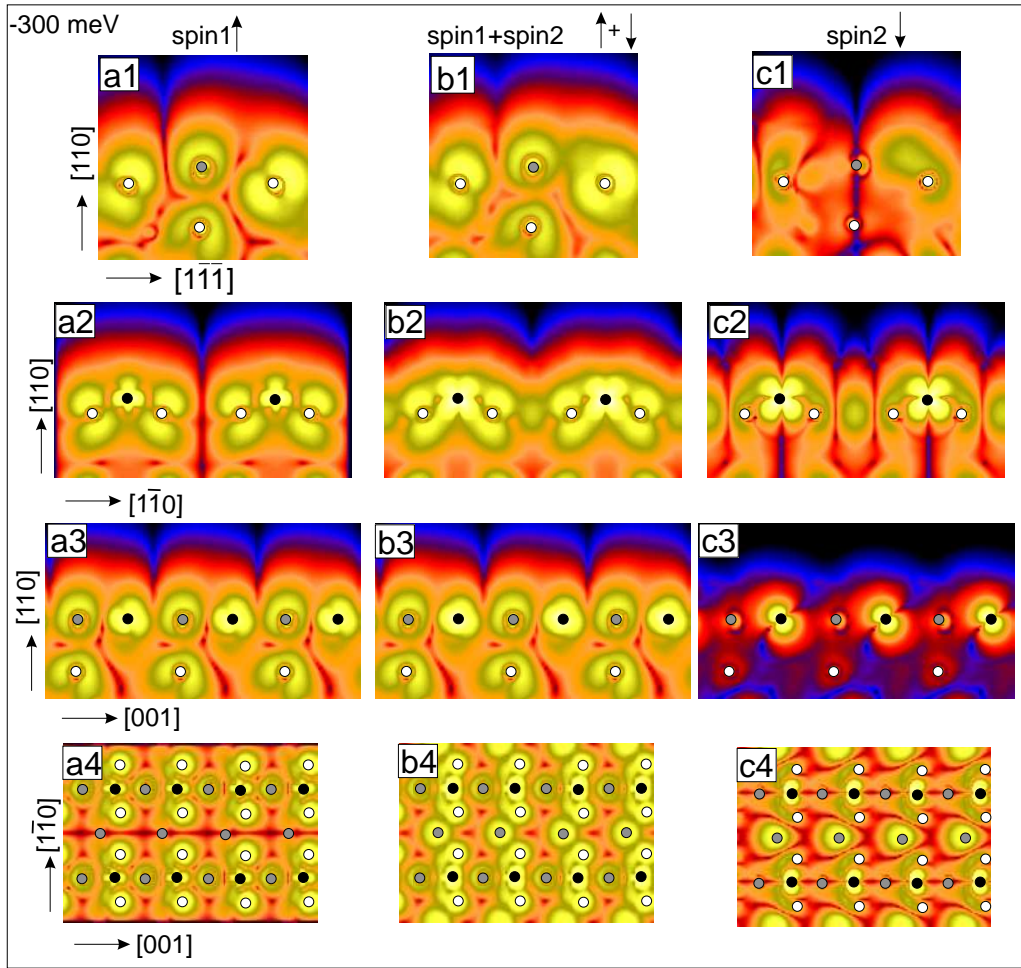 -300 meV
spin1 spin1+spin2 + spin2
a1 b1 c1
[110]
[11̅1̅]
a2 b2 c2
[110]
[11̅0]
a3 b3 c3
[110]
[001]
a4 b4 c4
[11̅0]
[001]